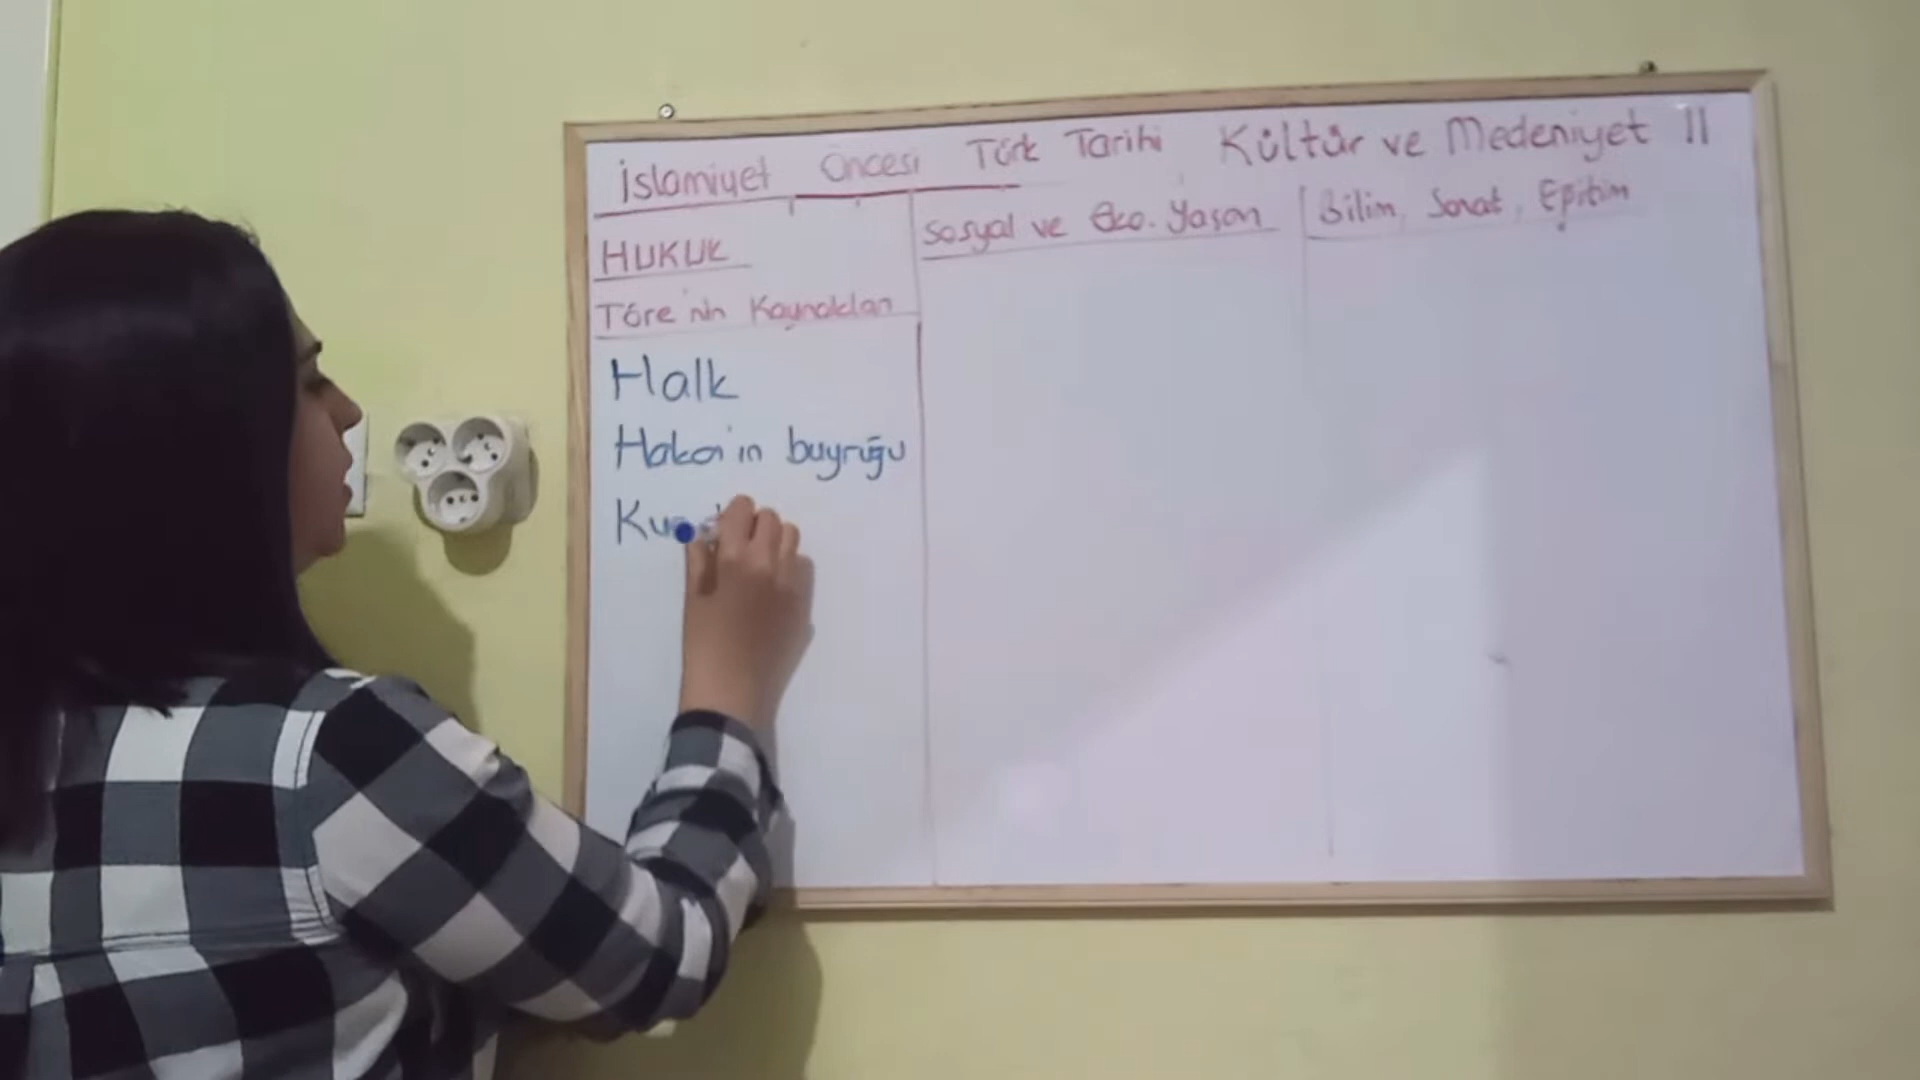 İslamiyet Öncesi Türk Tarihi Kültür ve Medeniyet II
HUKUK
Töre'nin Kaynakları
Halk
Hakan'ın buyruğu
Sosyal ve Eko. Yaşam
Bilim, Sanat, Eğitim